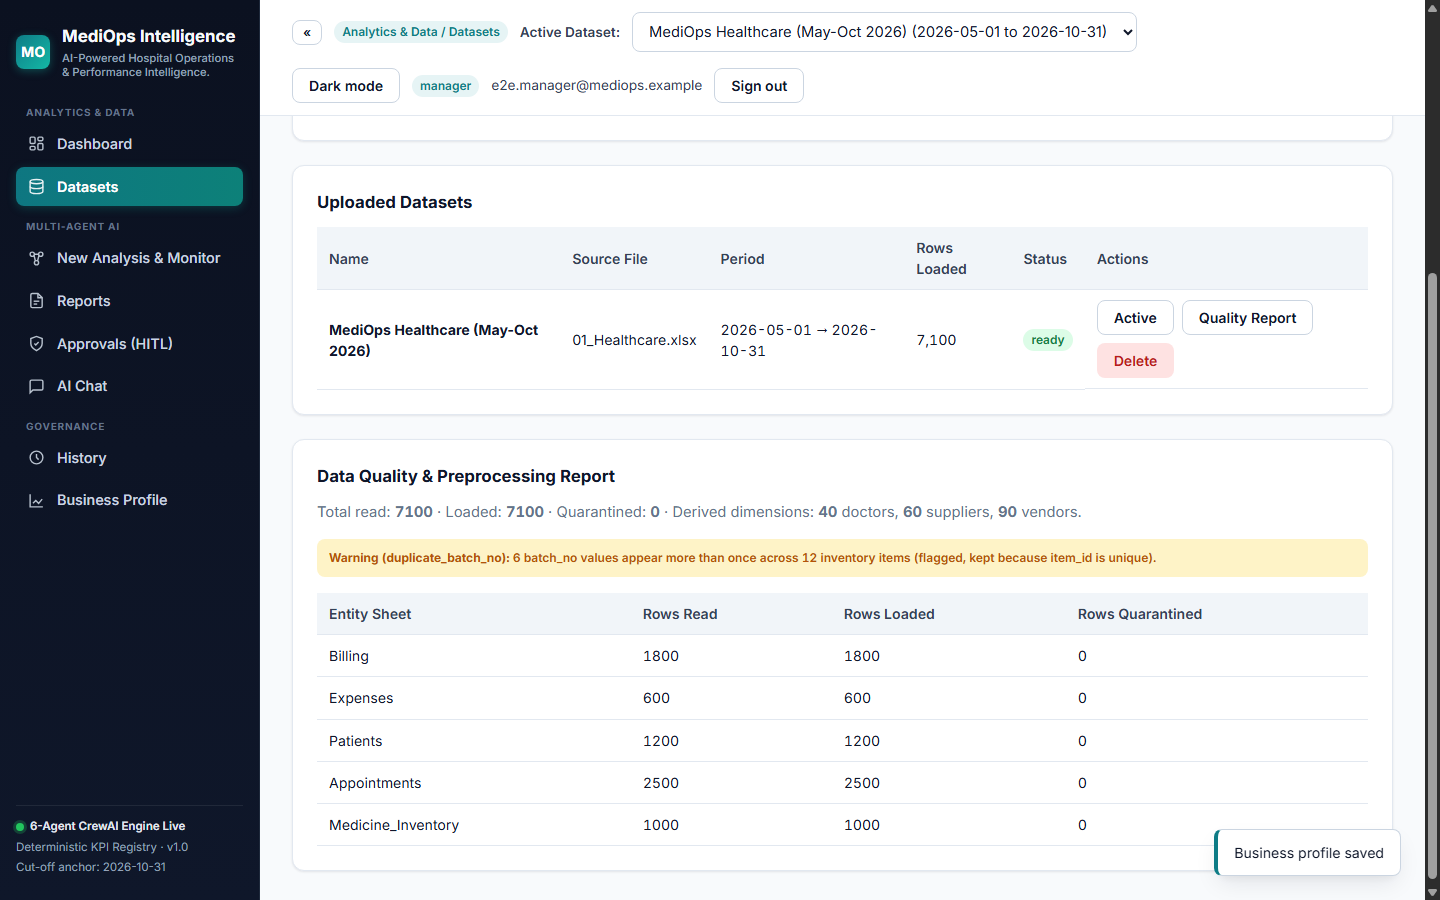 MO
MediOps Intelligence
AI-Powered Hospital Operations
& Performance Intelligence.
ANALYTICS & DATA
Dashboard
Datasets
MULTI-AGENT AI
New Analysis & Monitor
Reports
Approvals (HITL)
AI Chat
GOVERNANCE
History
Business Profile
6-Agent CrewAI Engine Live
Deterministic KPI Registry · v1.0
Cut-off anchor: 2026-10-31
« Analytics & Data / Datasets Active Dataset: MediOps Healthcare (May-Oct 2026) (2026-05-01 to 2026-10-31)
Dark mode manager e2e.manager@mediops.example Sign out
Uploaded Datasets
Name Source File Period Rows Loaded Status Actions
MediOps Healthcare (May-Oct 2026) 01_Healthcare.xlsx 2026-05-01 → 2026-10-31 7,100 ready Active Quality Report
Delete
Data Quality & Preprocessing Report
Total read: 7100 · Loaded: 7100 · Quarantined: 0 · Derived dimensions: 40 doctors, 60 suppliers, 90 vendors.
Warning (duplicate_batch_no): 6 batch_no values appear more than once across 12 inventory items (flagged, kept because item_id is unique).
Entity Sheet Rows Read Rows Loaded Rows Quarantined
Billing 1800 1800 0
Expenses 600 600 0
Patients 1200 1200 0
Appointments 2500 2500 0
Medicine_Inventory 1000 1000 0
Business profile saved